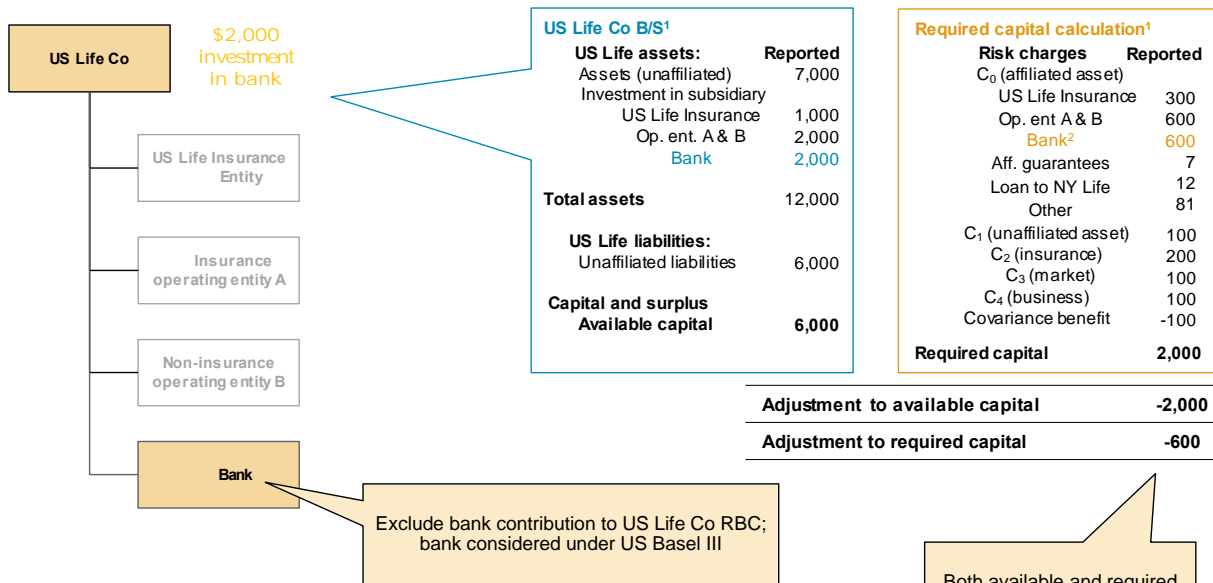 US Life Co
$2,000
investment
in bank
US Life Insurance
Entity
Insurance
operating entity A
Non-insurance
operating entity B
Bank
US Life Co B/S¹
US Life assets: Reported
Assets (unaffiliated) 7,000
Investment in subsidiary
US Life Insurance 1,000
Op. ent. A & B 2,000
Bank 2,000
Total assets 12,000
US Life liabilities:
Unaffiliated liabilities 6,000
Capital and surplus
Available capital 6,000
Required capital calculation¹
Risk charges Reported
C₀ (affiliated asset)
US Life Insurance 300
Op. ent A & B 600
Bank² 600
Aff. guarantees 7
Loan to NY Life 12
Other 81
C₁ (unaffiliated asset) 100
C₂ (insurance) 200
C₃ (market) 100
C₄ (business) 100
Covariance benefit -100
Required capital 2,000
Adjustment to available capital -2,000
Adjustment to required capital -600
Exclude bank contribution to US Life Co RBC;
bank considered under US Basel III
Both available and required